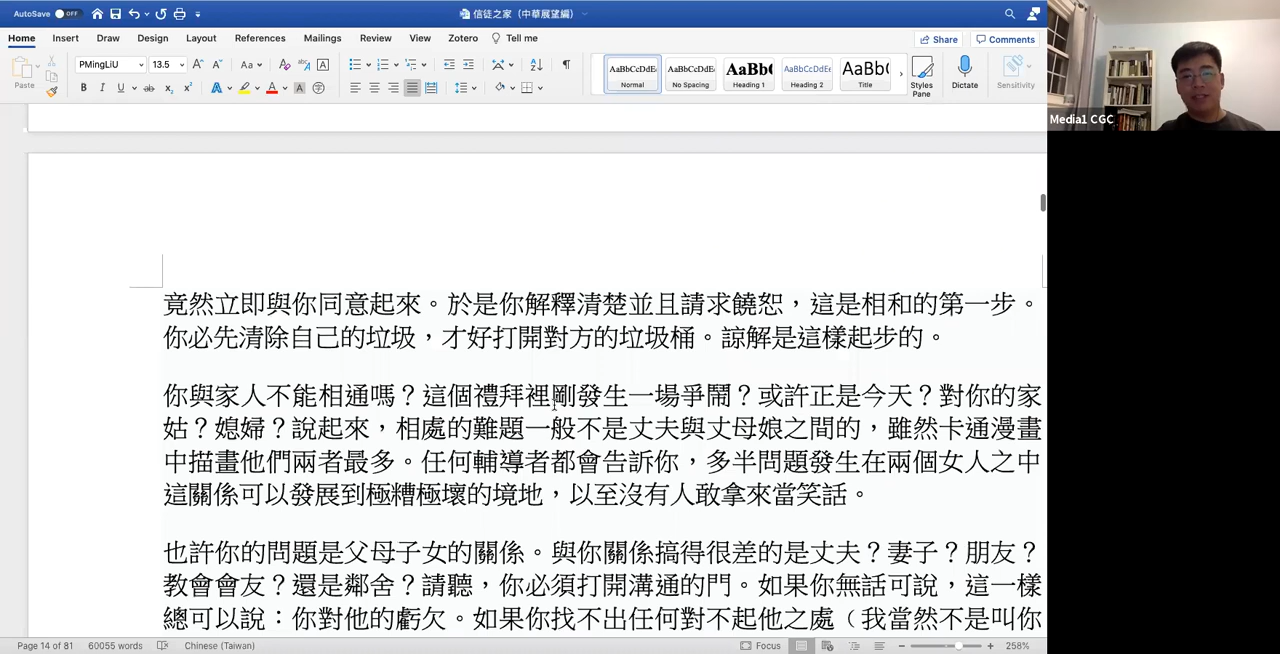 AutoSave OFF 信徒之家（中華展望編）
Home Insert Draw Design Layout References Mailings Review View Zotero Tell me Share Comments
Paste PMingLiU 13.5 AaBbCcDdE Normal AaBbCcDdE No Spacing AaBb( Heading 1 AaBbCcDdE Heading 2 AaBb( Title Styles Pane Dictate Sensitivity
Media1 CGC
竟然立即與你同意起來。於是你解釋清楚並且請求饒恕，這是相和的第一步。
你必先清除自己的垃圾，才好打開對方的垃圾桶。諒解是這樣起步的。
你與家人不能相通嗎？這個禮拜裡剛發生一場爭鬧？或許正是今天？對你的家
姑？媳婦？說起來，相處的難題一般不是丈夫與丈母娘之間的，雖然卡通漫畫
中描畫他們兩者最多。任何輔導者都會告訴你，多半問題發生在兩個女人之中
這關係可以發展到極糟極壞的境地，以至沒有人敢拿來當笑話。
也許你的問題是父母子女的關係。與你關係搞得很差的是丈夫？妻子？朋友？
教會會友？還是鄰舍？請聽，你必須打開溝通的門。如果你無話可說，這一樣
總可以說：你對他的虧欠。如果你找不出任何對不起他之處（我當然不是叫你
Page 14 of 81 60055 words Chinese (Taiwan) Focus 258%